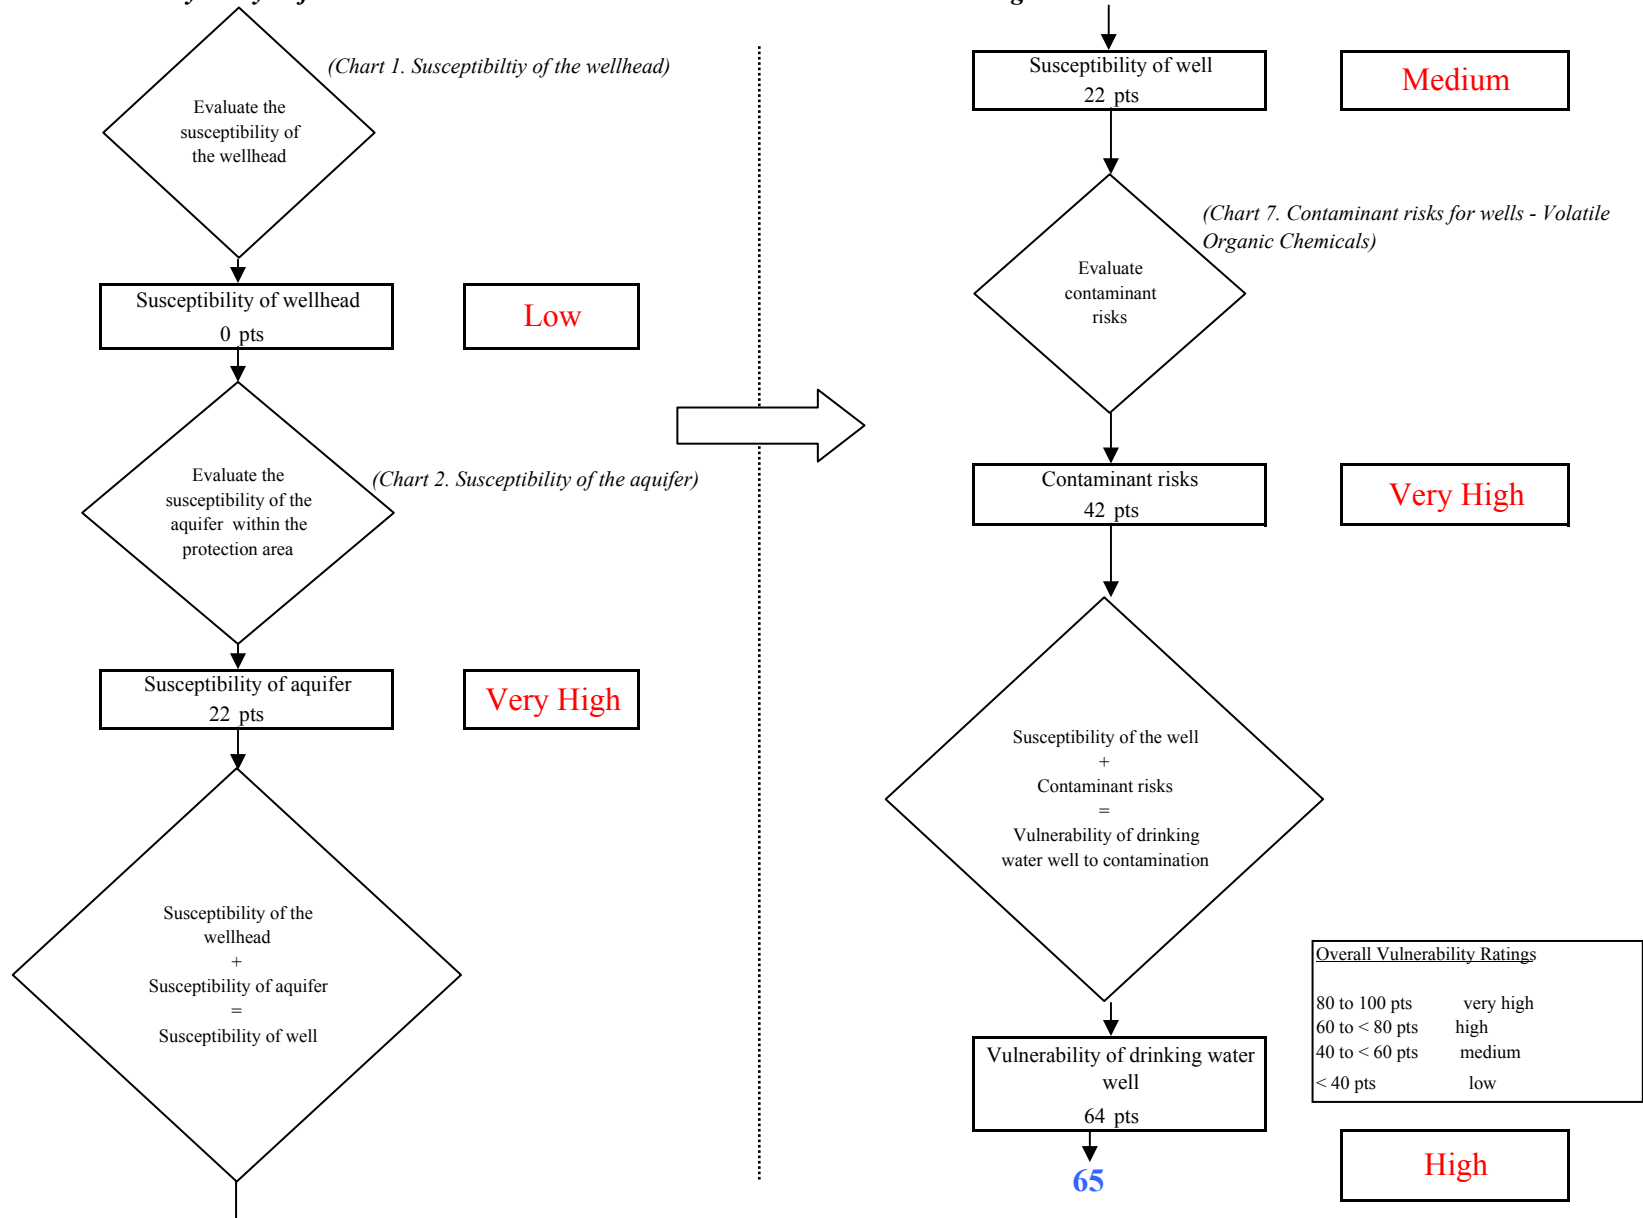 (Chart 1. Susceptibiltiy of the wellhead)
Evaluate the
susceptibility of
the wellhead
Susceptibility of wellhead
0 pts
Low
Evaluate the
susceptibility of the
aquifer within the
protection area
(Chart 2. Susceptibility of the aquifer)
Susceptibility of aquifer
22 pts
Very High
Susceptibility of the
wellhead
+
Susceptibility of aquifer
=
Susceptibility of well
Susceptibility of well
22 pts
Medium
(Chart 7. Contaminant risks for wells - Volatile
Organic Chemicals)
Evaluate
contaminant
risks
Contaminant risks
42 pts
Very High
Susceptibility of the well
+
Contaminant risks
=
Vulnerability of drinking
water well to contamination
Overall Vulnerability Ratings
80 to 100 pts very high
60 to < 80 pts high
40 to < 60 pts medium
< 40 pts low
Vulnerability of drinking water
well
64 pts
65
High